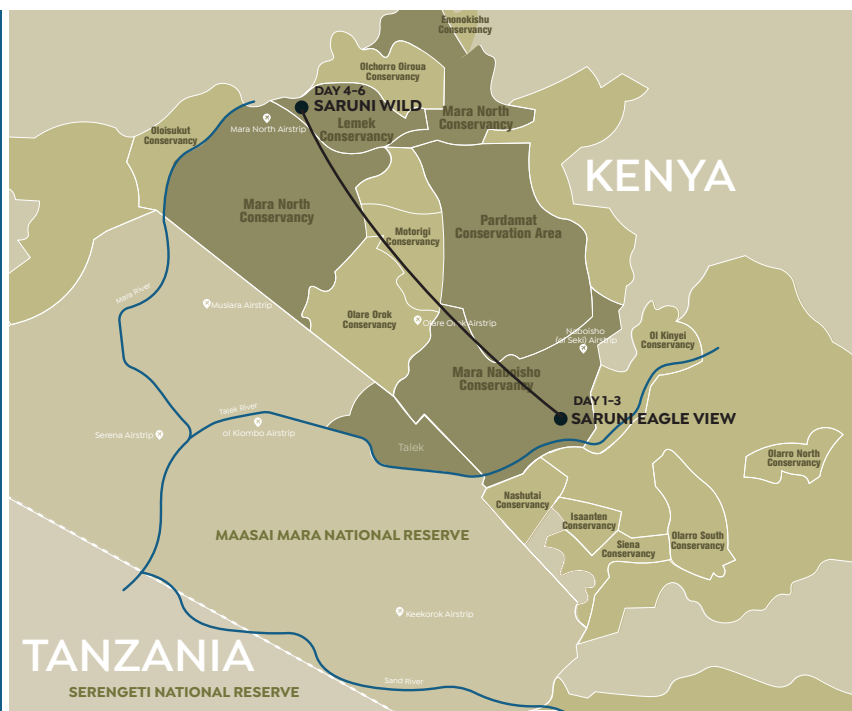 Enonokishu
Conservancy
Olchorro Oiroua
Conservancy
DAY 4-6
SARUNI WILD
Mara North Airstrip
Lemek
Conservancy
Mara North
Conservancy
Oloisukut
Conservancy
KENYA
Mara North
Conservancy
Pardamat
Conservation Area
Motorigi
Conservancy
Mara River
Musiara Airstrip
Olare Orok
Conservancy
Olare Orok Airstrip
Naboisho
(ol Seki) Airstrip
Ol Kinyei
Conservancy
Mara Naboisho
Conservancy
DAY 1-3
SARUNI EAGLE VIEW
Talek River
Serena Airstrip
ol Kiombo Airstrip
Talek
Olarro North
Conservancy
Nashutai
Conservancy
Isaanten
Conservancy
Siena
Conservancy
Olarro South
Conservancy
MAASAI MARA NATIONAL RESERVE
Keekorok Airstrip
TANZANIA
Sand River
SERENGETI NATIONAL RESERVE